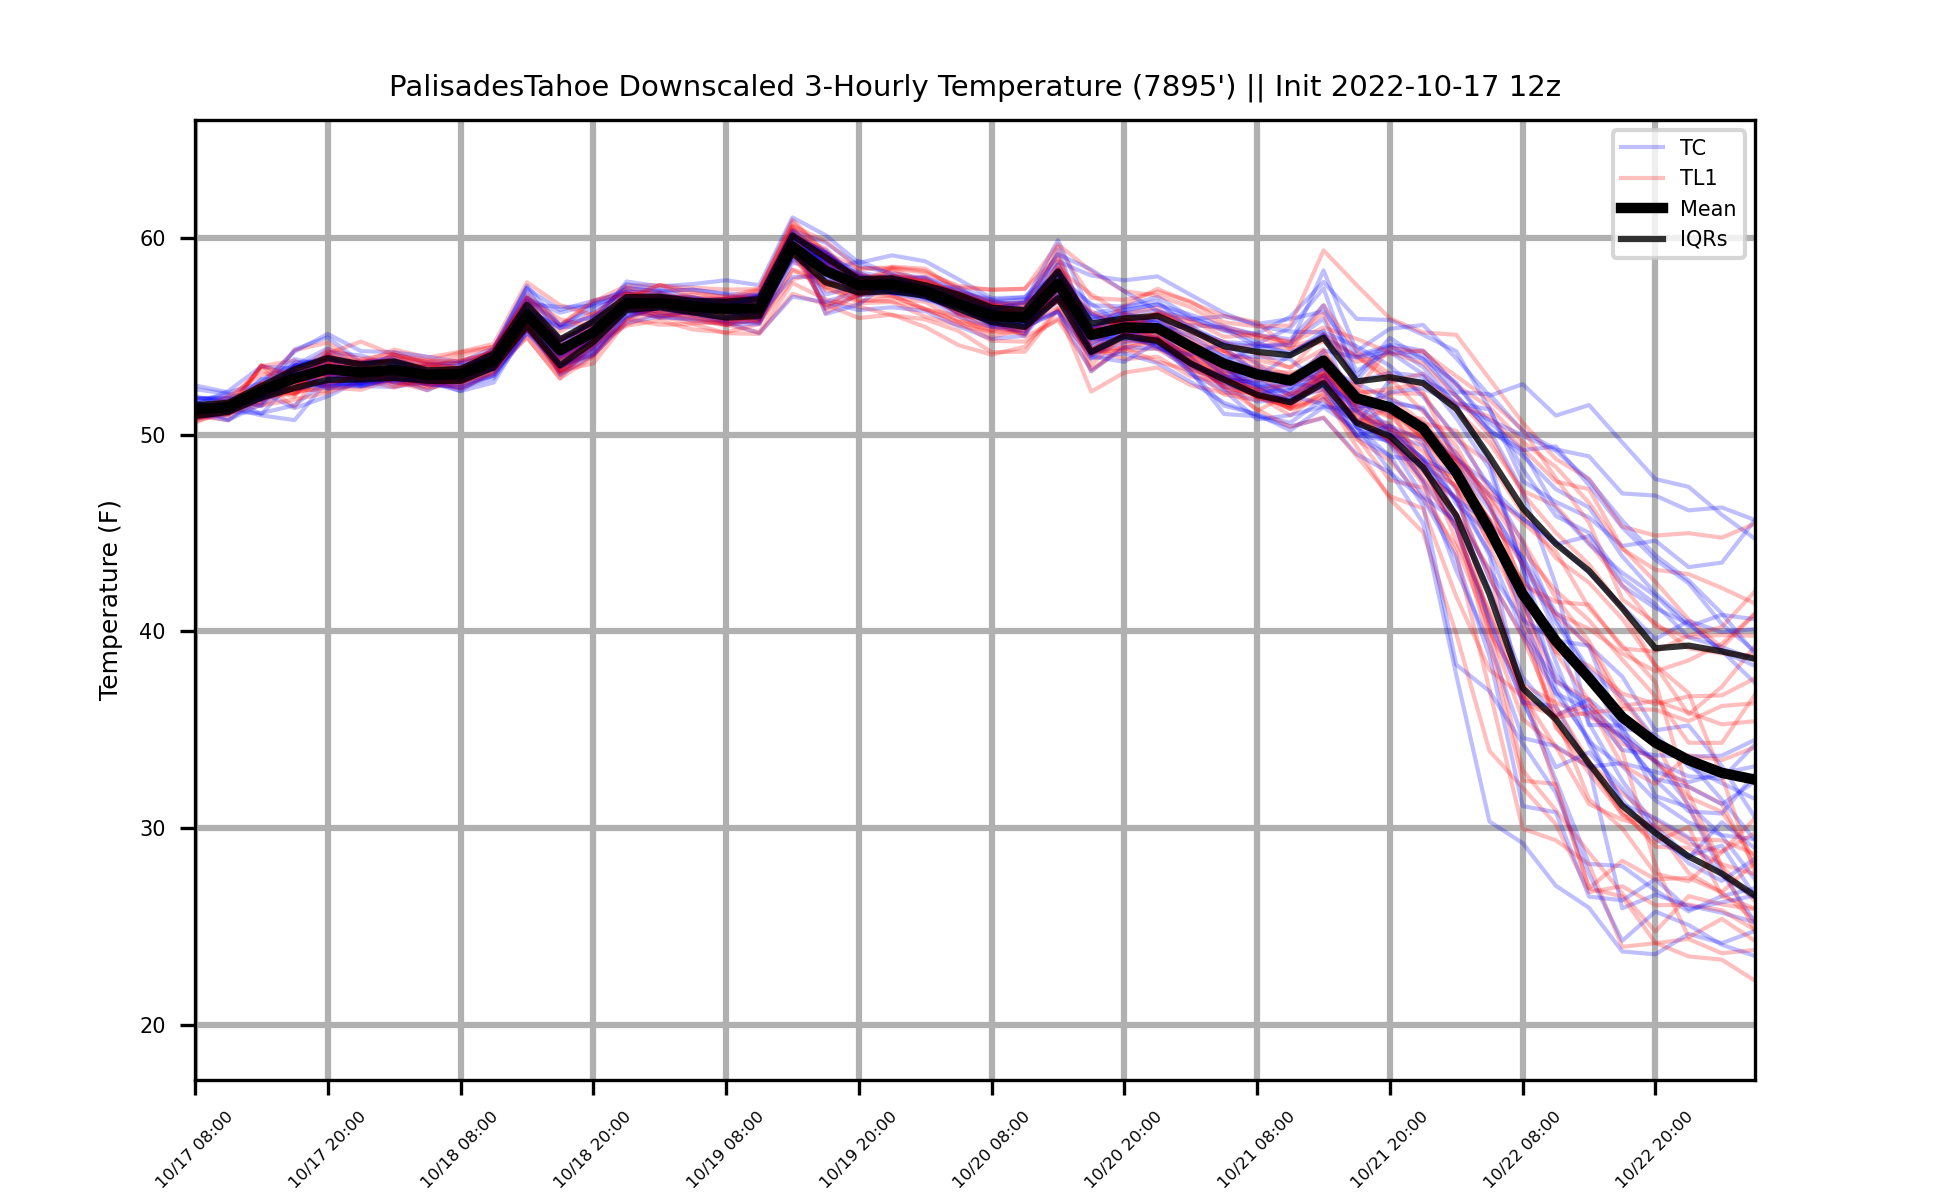 PalisadesTahoe Downscaled 3-Hourly Temperature (7895') || Init 2022-10-17 12z
TC
TL1
Mean
IQRs
Temperature (F)
60
50
40
30
20
10/17 08:00
10/17 20:00
10/18 08:00
10/18 20:00
10/19 08:00
10/19 20:00
10/20 08:00
10/20 20:00
10/21 08:00
10/21 20:00
10/22 08:00
10/22 20:00